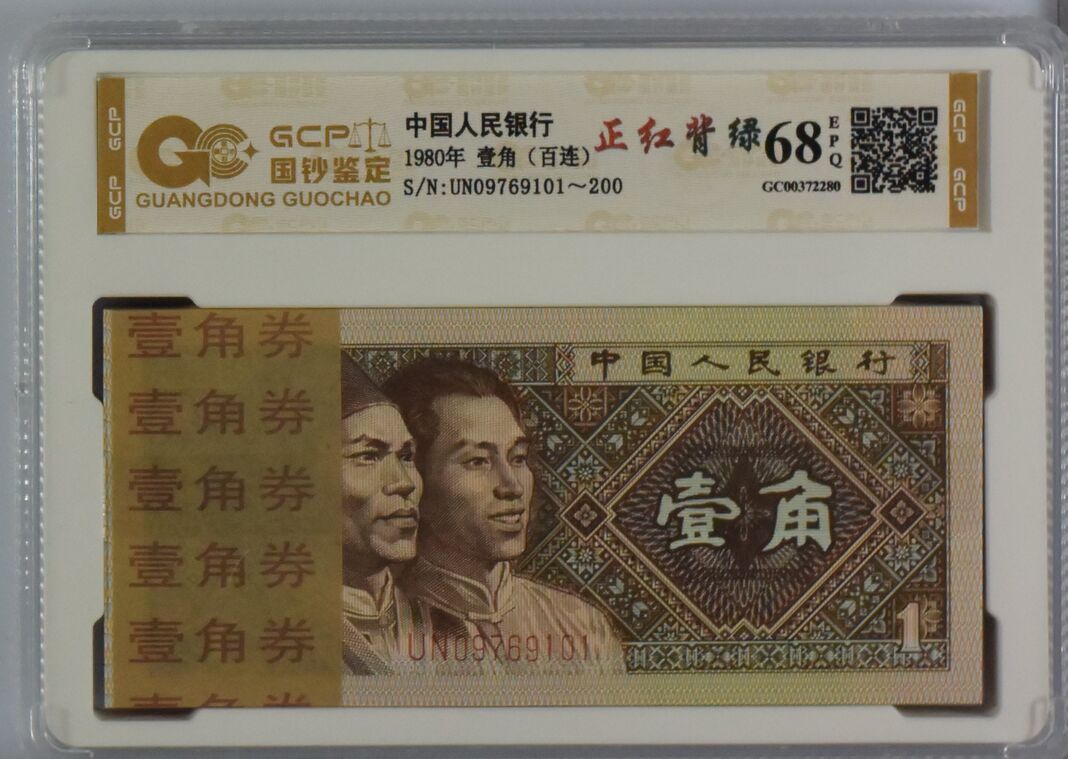 GCP
GCP
GCP
国钞鉴定
GUANGDONG GUOCHAO
中国人民银行
1980年 壹角（百连）
S/N:UN09769101～200
正红背绿
68
EPQ
GC00372280
GCP
GCP
壹角券
壹角券
壹角券
壹角券
壹角券
壹角券
中国人民银行
壹角
UN09769101
1